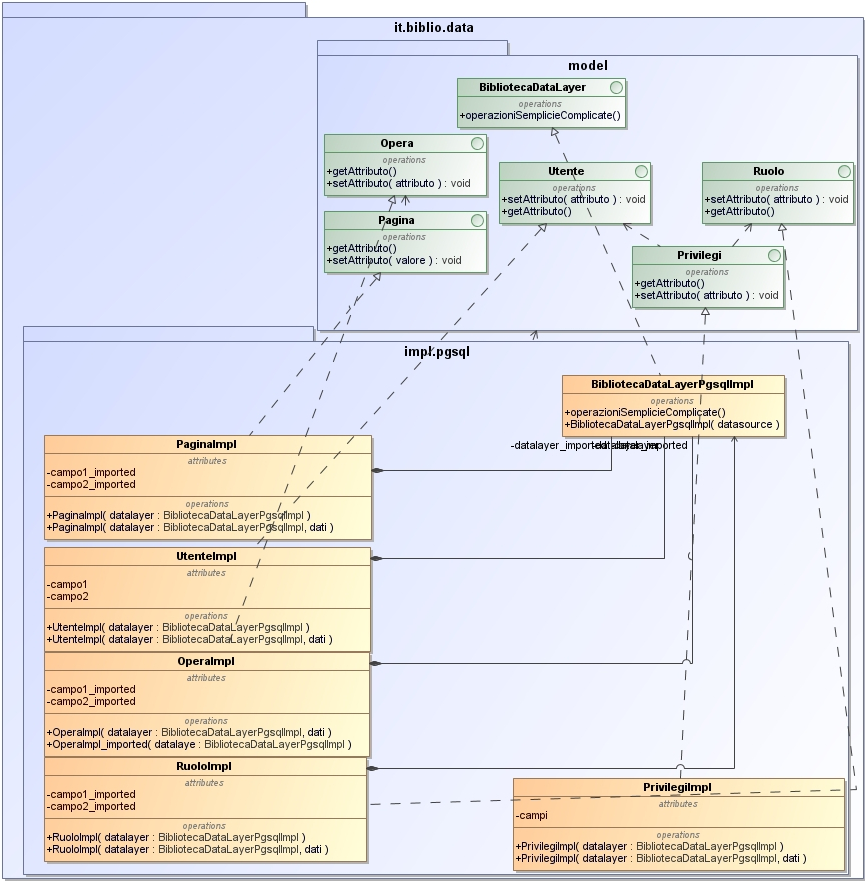 it.biblio.data
model
BibliotecaDataLayer
operations
+operazioniSemplicieComplicate()
Opera
operations
+getAttributo()
+setAttributo( attributo ) : void
Utente
operations
+setAttributo( attributo ) : void
+getAttributo()
Ruolo
operations
+setAttributo( attributo ) : void
+getAttributo()
Pagina
operations
+getAttributo()
+setAttributo( valore ) : void
Privilegi
operations
+getAttributo()
+setAttributo( attributo ) : void
impl.pgsql
BibliotecaDataLayerPgsqlImpl
operations
+operazioniSemplicieComplicate()
+BibliotecaDataLayerPgsqlImpl( datasource )
-datalayer_imported
PaginaImpl
attributes
-campo1_imported
-campo2_imported
operations
+PaginaImpl( datalayer : BibliotecaDataLayerPgsqlImpl )
+PaginaImpl( datalayer : BibliotecaDataLayerPgsqlImpl, dati )
UtenteImpl
attributes
-campo1
-campo2
operations
+UtenteImpl( datalayer : BibliotecaDataLayerPgsqlImpl )
+UtenteImpl( datalayer : BibliotecaDataLayerPgsqlImpl, dati )
OperaImpl
attributes
-campo1_imported
-campo2_imported
operations
+OperaImpl( datalayer : BibliotecaDataLayerPgsqlImpl, dati )
+OperaImpl_imported( datalaye : BibliotecaDataLayerPgsqlImpl )
RuoloImpl
attributes
-campo1_imported
-campo2_imported
operations
+RuoloImpl( datalayer : BibliotecaDataLayerPgsqlImpl )
+RuoloImpl( datalayer : BibliotecaDataLayerPgsqlImpl, dati )
PrivilegiImpl
attributes
-campi
operations
+PrivilegiImpl( datalayer : BibliotecaDataLayerPgsqlImpl )
+PrivilegiImpl( datalayer : BibliotecaDataLayerPgsqlImpl, dati )